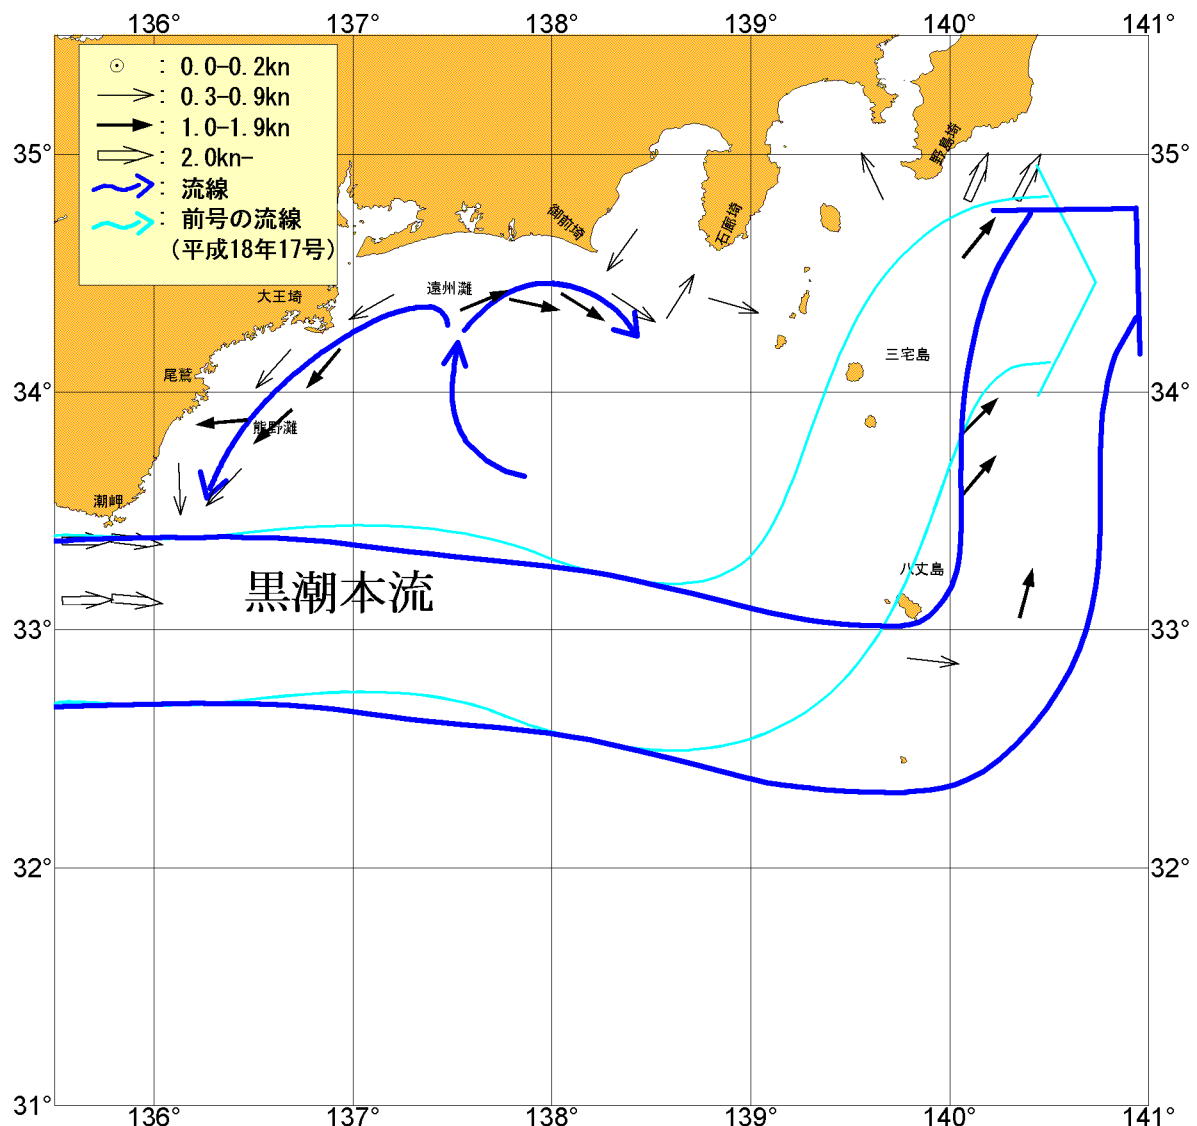 136° 137° 138° 139° 140° 141°
: 0.0-0.2kn
: 0.3-0.9kn
: 1.0-1.9kn
: 2.0kn-
: 流線
: 前号の流線
(平成18年17号)
35° 35°
野島埼
御前埼
石廊埼
大王埼
遠州灘
三宅島
尾鷲
34° 34°
熊野灘
潮岬
八丈島
黒潮本流
33° 33°
32° 32°
31° 31°
136° 137° 138° 139° 140° 141°